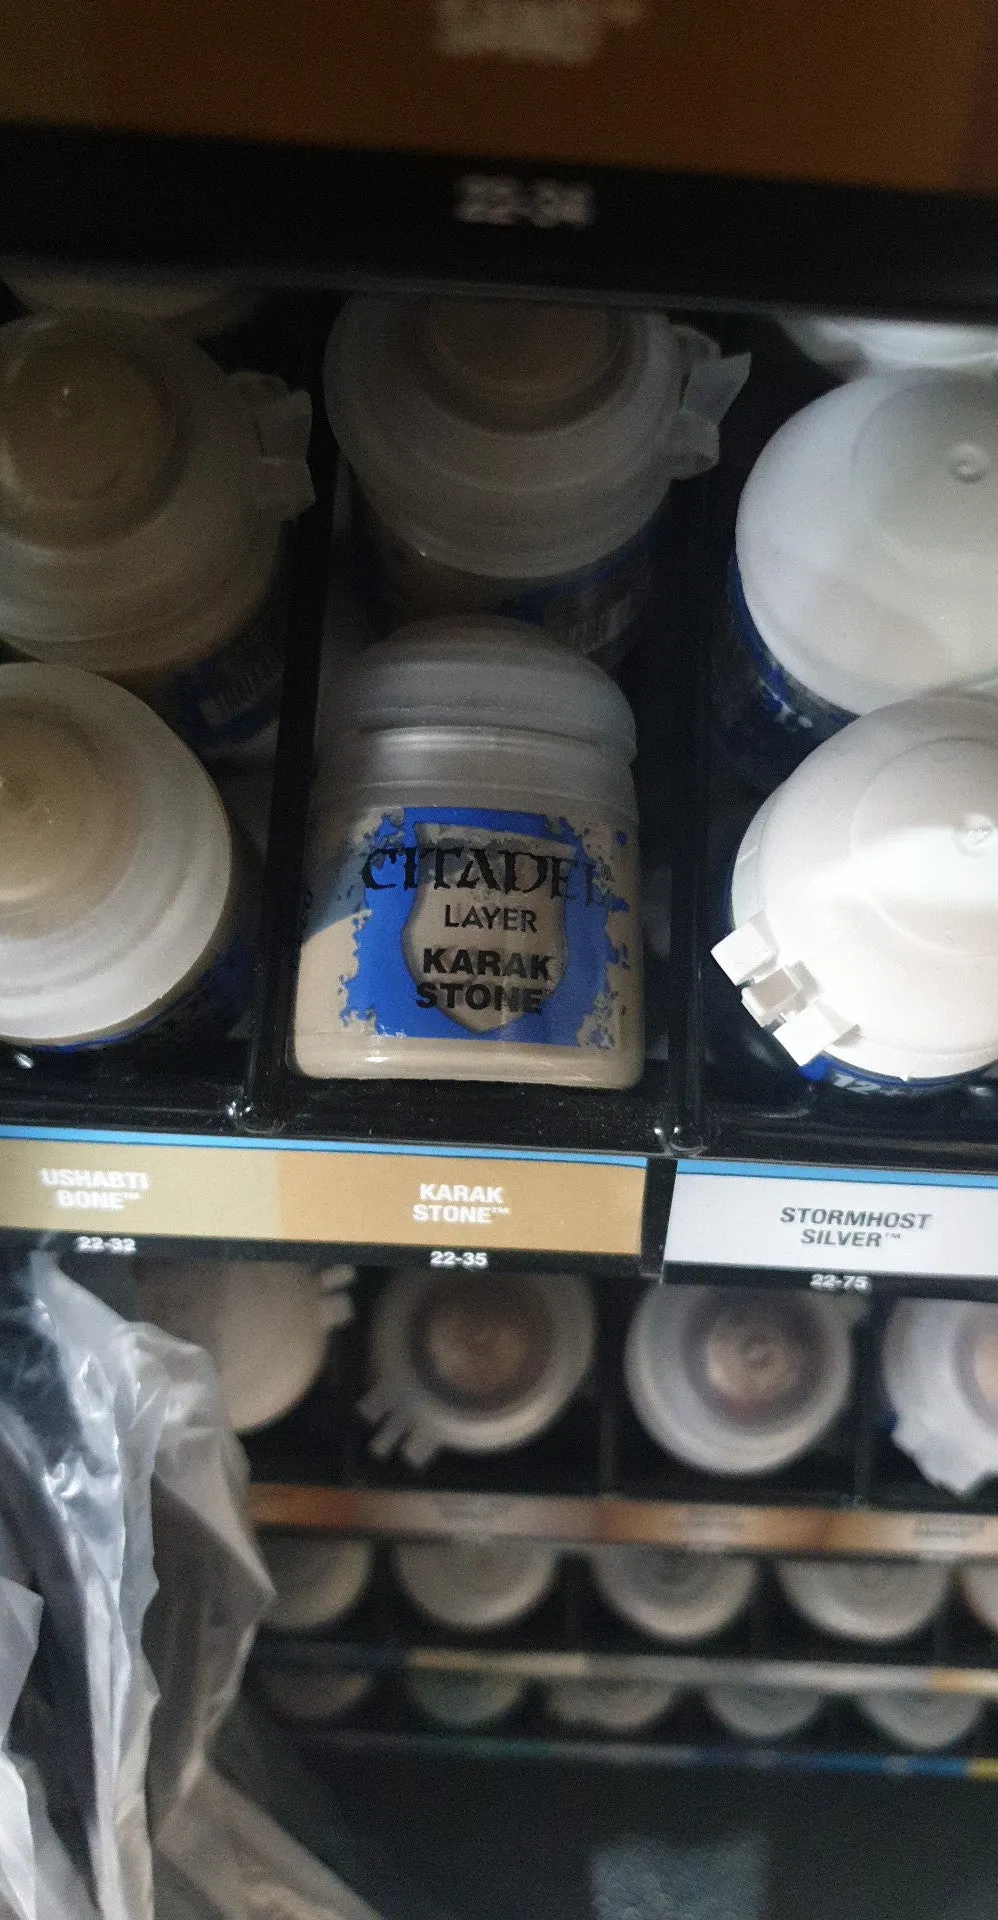 22-34
CITADEL
LAYER
KARAK
STONE
USHABTI
BONE™
22-32
KARAK
STONE™
22-35
STORMHOST
SILVER™
22-75